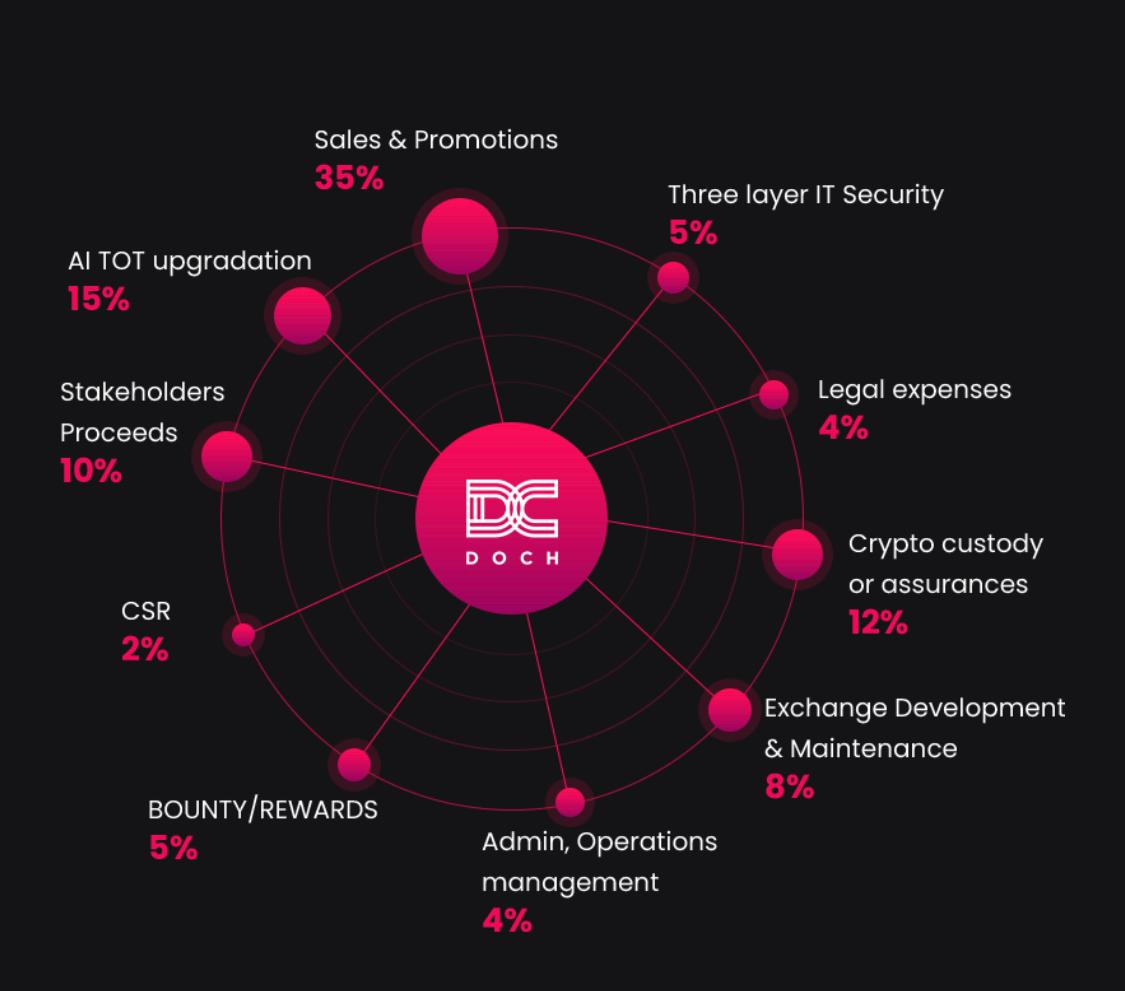 Sales & Promotions
35%
Three layer IT Security
5%
AI TOT upgradation
15%
Legal expenses
4%
Stakeholders
Proceeds
10%
DC
DOCH
Crypto custody
or assurances
12%
CSR
2%
Exchange Development
& Maintenance
8%
BOUNTY/REWARDS
5%
Admin, Operations
management
4%